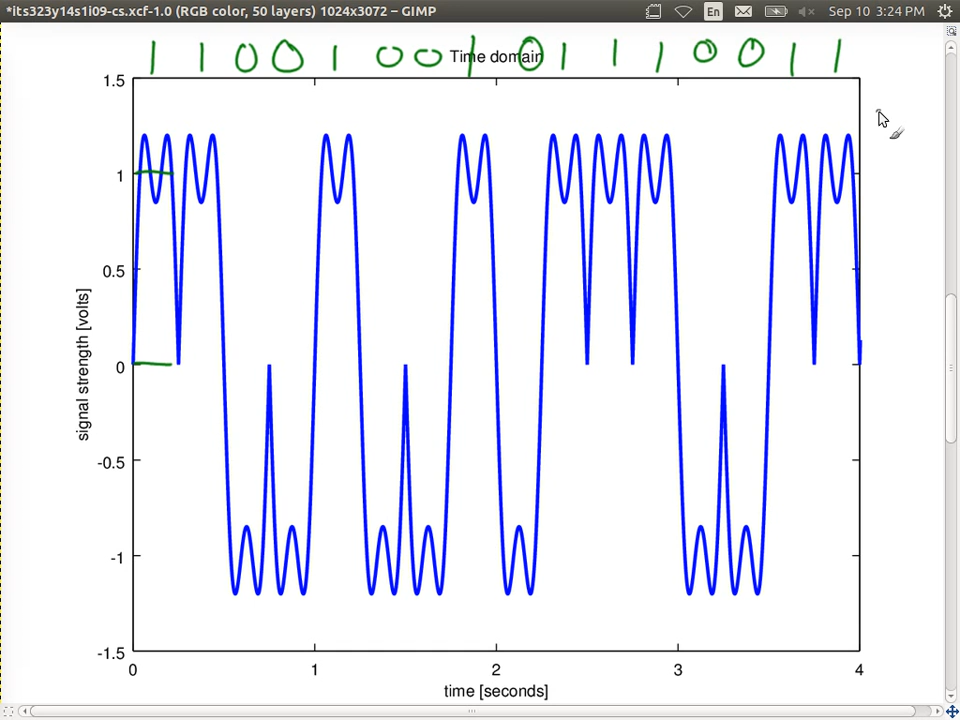 *its323y14s1i09-cs.xcf-1.0 (RGB color, 50 layers) 1024x3072 – GIMP En Sep 10 3:24 PM
1 1 0 0 1 0 0 1 0 1 1 1 0 0 1 1
Time domain
1.5
1
0.5
0
-0.5
-1
-1.5
signal strength [volts]
0 1 2 3 4
time [seconds]